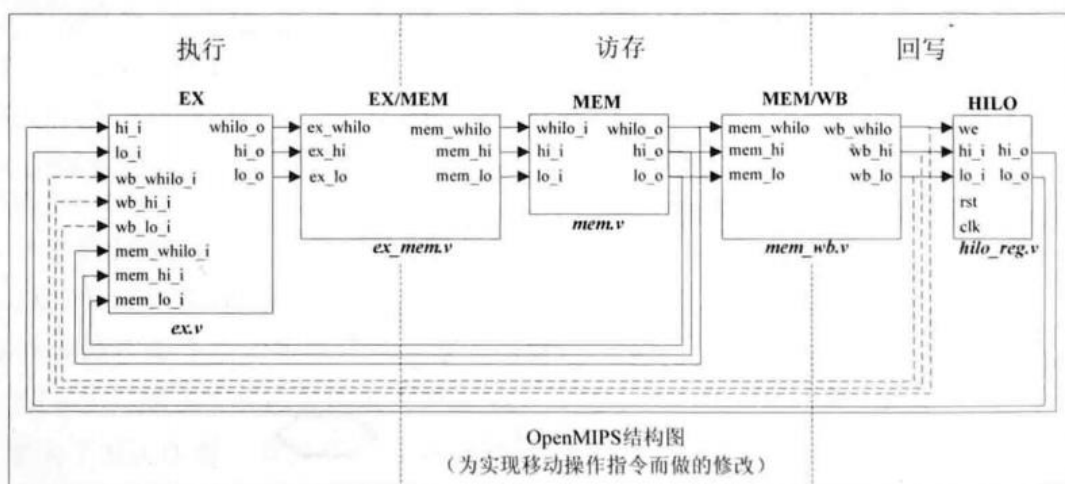 执行
访存
回写
EX
EX/MEM
MEM
MEM/WB
HILO
hi_i
lo_i
wb_whilo_i
wb_hi_i
wb_lo_i
mem_whilo_i
mem_hi_i
mem_lo_i
whilo_o
hi_o
lo_o
ex.v
ex_whilo
ex_hi
ex_lo
mem_whilo
mem_hi
mem_lo
ex_mem.v
whilo_i
hi_i
lo_i
whilo_o
hi_o
lo_o
mem.v
mem_whilo
mem_hi
mem_lo
wb_whilo
wb_hi
wb_lo
mem_wb.v
we
hi_i
lo_i
rst
clk
hi_o
lo_o
hilo_reg.v
OpenMIPS结构图
（为实现移动操作指令而做的修改）